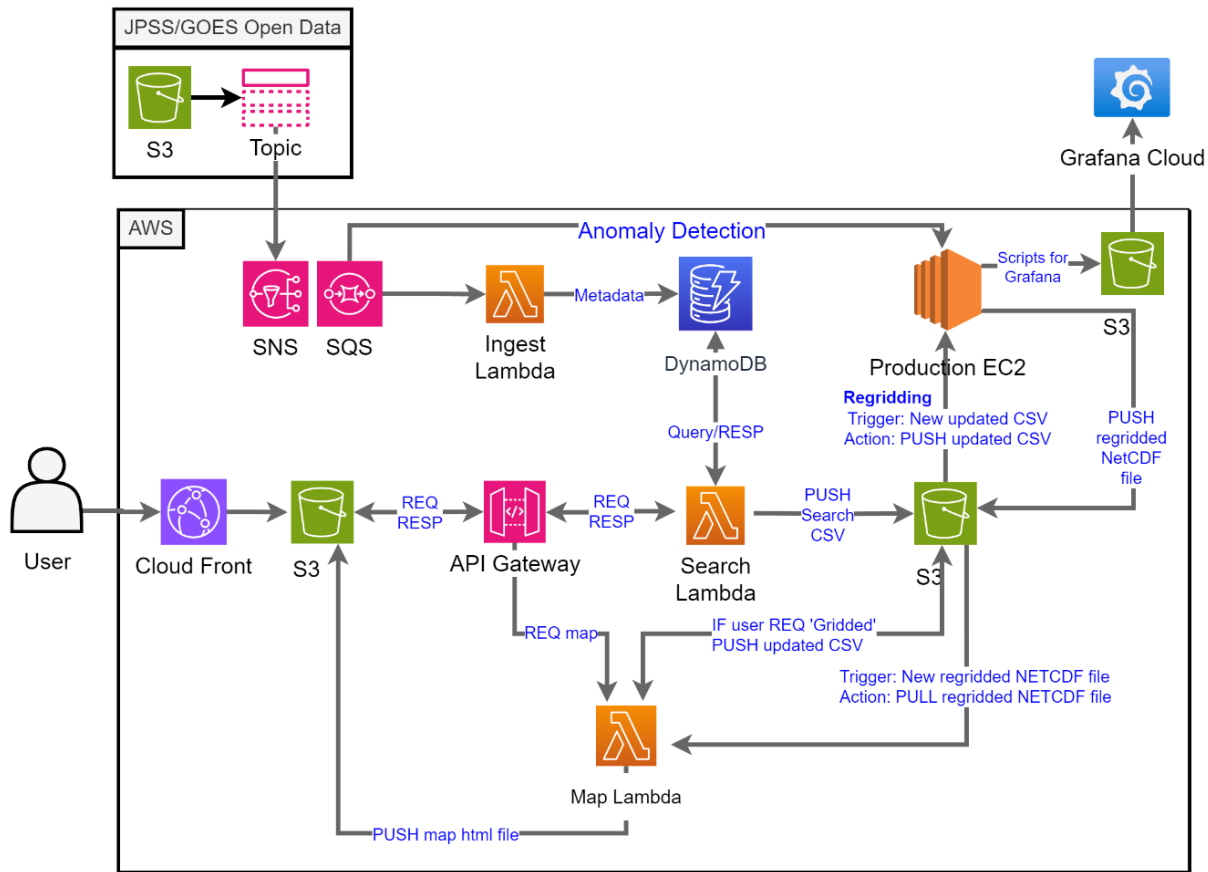 JPSS/GOES Open Data
S3
Topic
Grafana Cloud
AWS
Anomaly Detection
Scripts for
Grafana
Metadata
SNS
SQS
Ingest
Lambda
DynamoDB
Production EC2
S3
Regridding
Trigger: New updated CSV
Action: PUSH updated CSV
PUSH
regridded
NetCDF
file
Query/RESP
User
Cloud Front
S3
REQ
RESP
API Gateway
REQ
RESP
Search
Lambda
PUSH
Search
CSV
S3
REQ map
IF user REQ 'Gridded'
PUSH updated CSV
Trigger: New regridded NETCDF file
Action: PULL regridded NETCDF file
Map Lambda
PUSH map html file